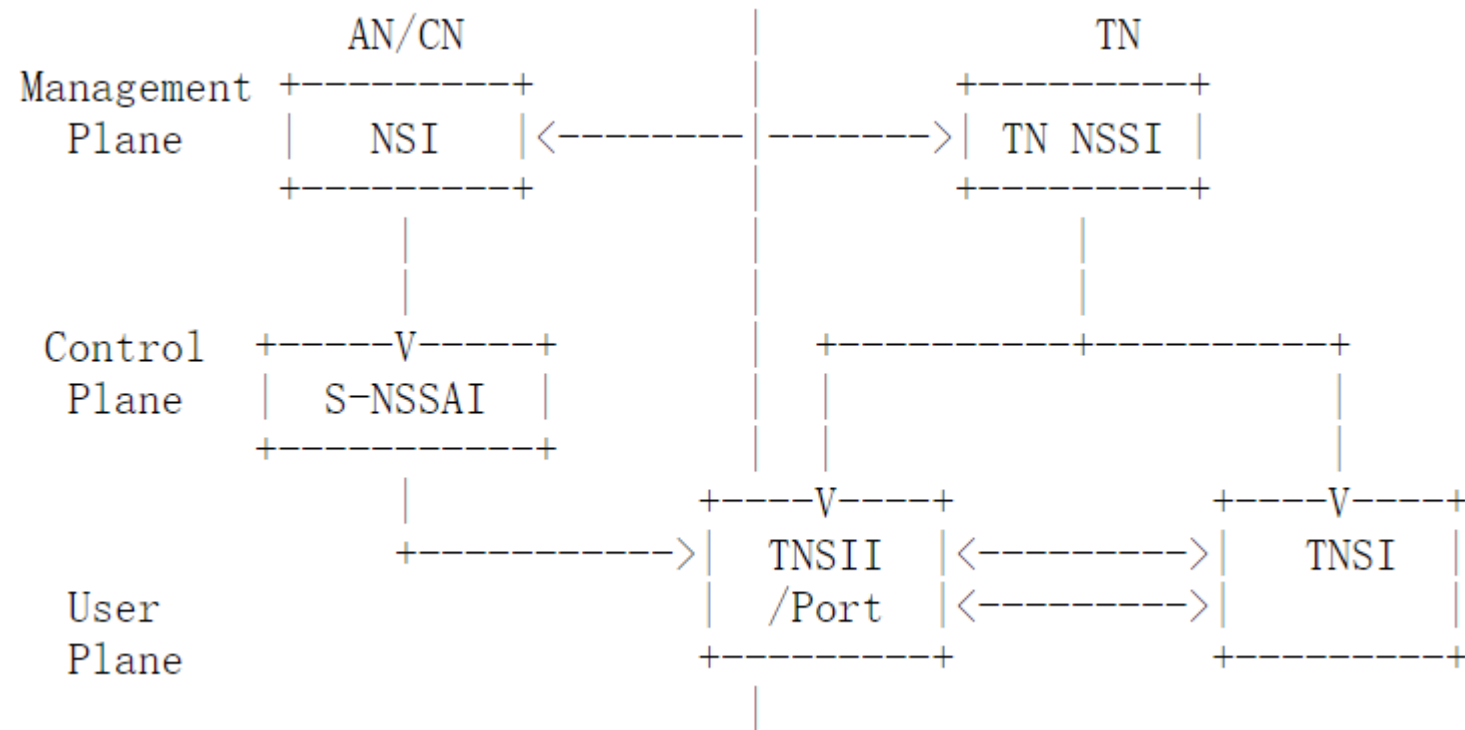 AN/CN | TN
Management +---------+ | +---------+
Plane | NSI |<--------|------->| TN NSSI |
+---------+ | +---------+
| | |
| | |
Control +-----V-----+ | +----------+----------+
Plane | S-NSSAI | | | |
+-----------+ | | |
| +----V----+ +----V----+
+----------->| TNSII |<--------->| TNSI |
User | /Port |<--------->| |
Plane +---------+ +---------+
|